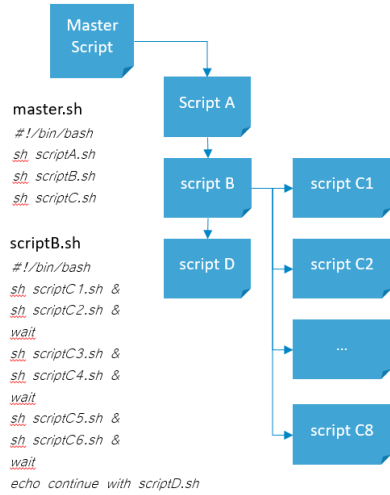 Master
Script
Script A
script B
script D
script C1
script C2
...
script C8
master.sh
#!/bin/bash
sh scriptA.sh
sh scriptB.sh
sh scriptC.sh
scriptB.sh
#!/bin/bash
sh scriptC1.sh &
sh scriptC2.sh &
wait
sh scriptC3.sh &
sh scriptC4.sh &
wait
sh scriptC5.sh &
sh scriptC6.sh &
wait
echo continue with scriptD.sh